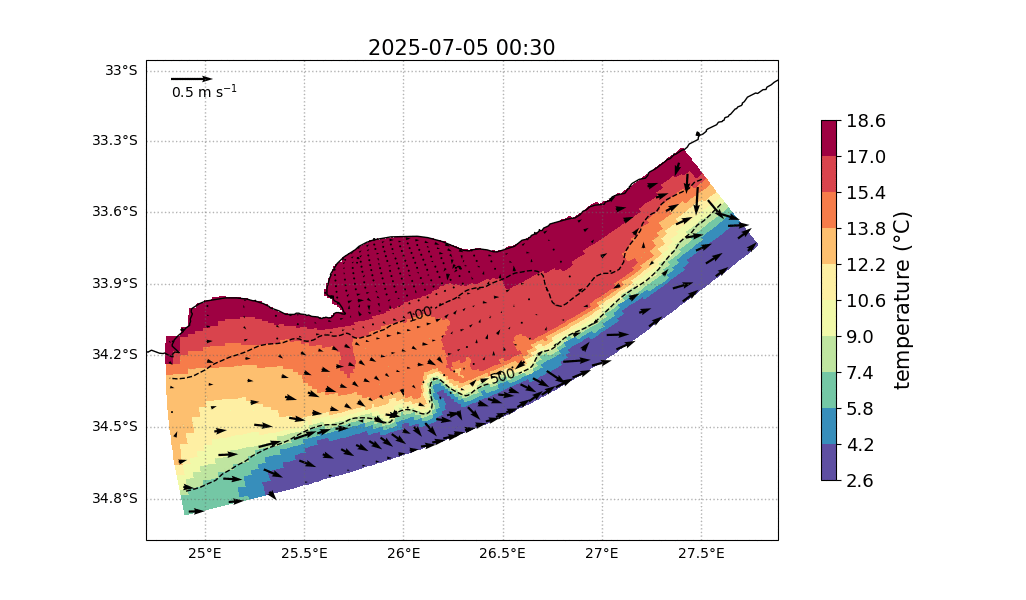 2025-07-05 00:30
33°S
33.3°S
33.6°S
33.9°S
34.2°S
34.5°S
34.8°S
0.5 m s⁻¹
100
500
25°E
25.5°E
26°E
26.5°E
27°E
27.5°E
18.6
17.0
15.4
13.8
12.2
10.6
9.0
7.4
5.8
4.2
2.6
temperature (°C)